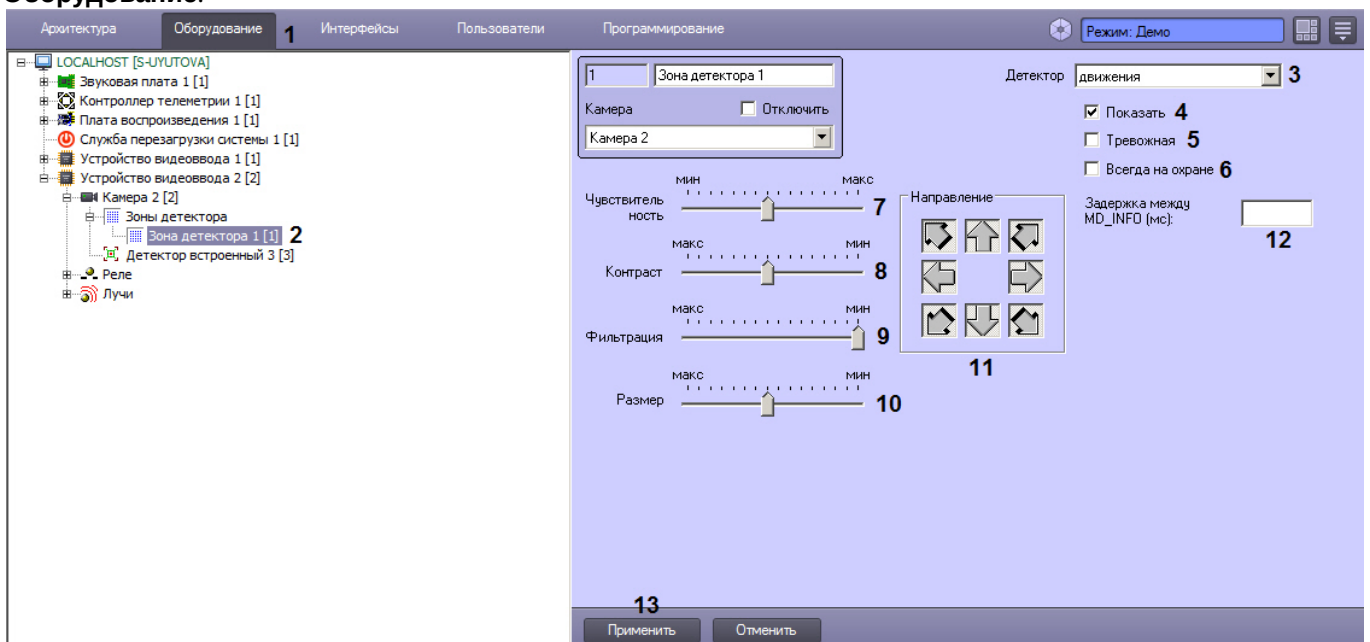 Оборудование.
Архитектура Оборудование 1 Интерфейсы Пользователи Программирование Режим: Демо
LOCALHOST [S-UYUTOVA]
Звуковая плата 1 [1]
Контроллер телеметрии 1 [1]
Плата воспроизведения 1 [1]
Служба перезагрузки системы 1 [1]
Устройство видеоввода 1 [1]
Устройство видеоввода 2 [2]
Камера 2 [2]
Зоны детектора
Зона детектора 1 [1] 2
Детектор встроенный 3 [3]
Реле
Лучи
1 Зона детектора 1
Камера Отключить
Камера 2
Детектор движения 3
Показать 4
Тревожная 5
Всегда на охране 6
Задержка между
MD_INFO (мс):
12
мин макс
Чувствитель
ность
7
макс мин
Контраст 8
макс мин
Фильтрация 9
макс мин
Размер 10
Направление
11
13
Применить Отменить